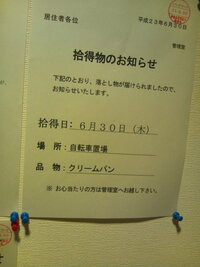 居住者各位
平成23年6月30日
管理室
拾得物のお知らせ
下記のとおり、落とし物が届けられましたので、
お知らせいたします。
拾得日：6月30日（木）
場所：自転車置場
品物：クリームパン
※ お心当たりの方は管理室へお越し下さい。